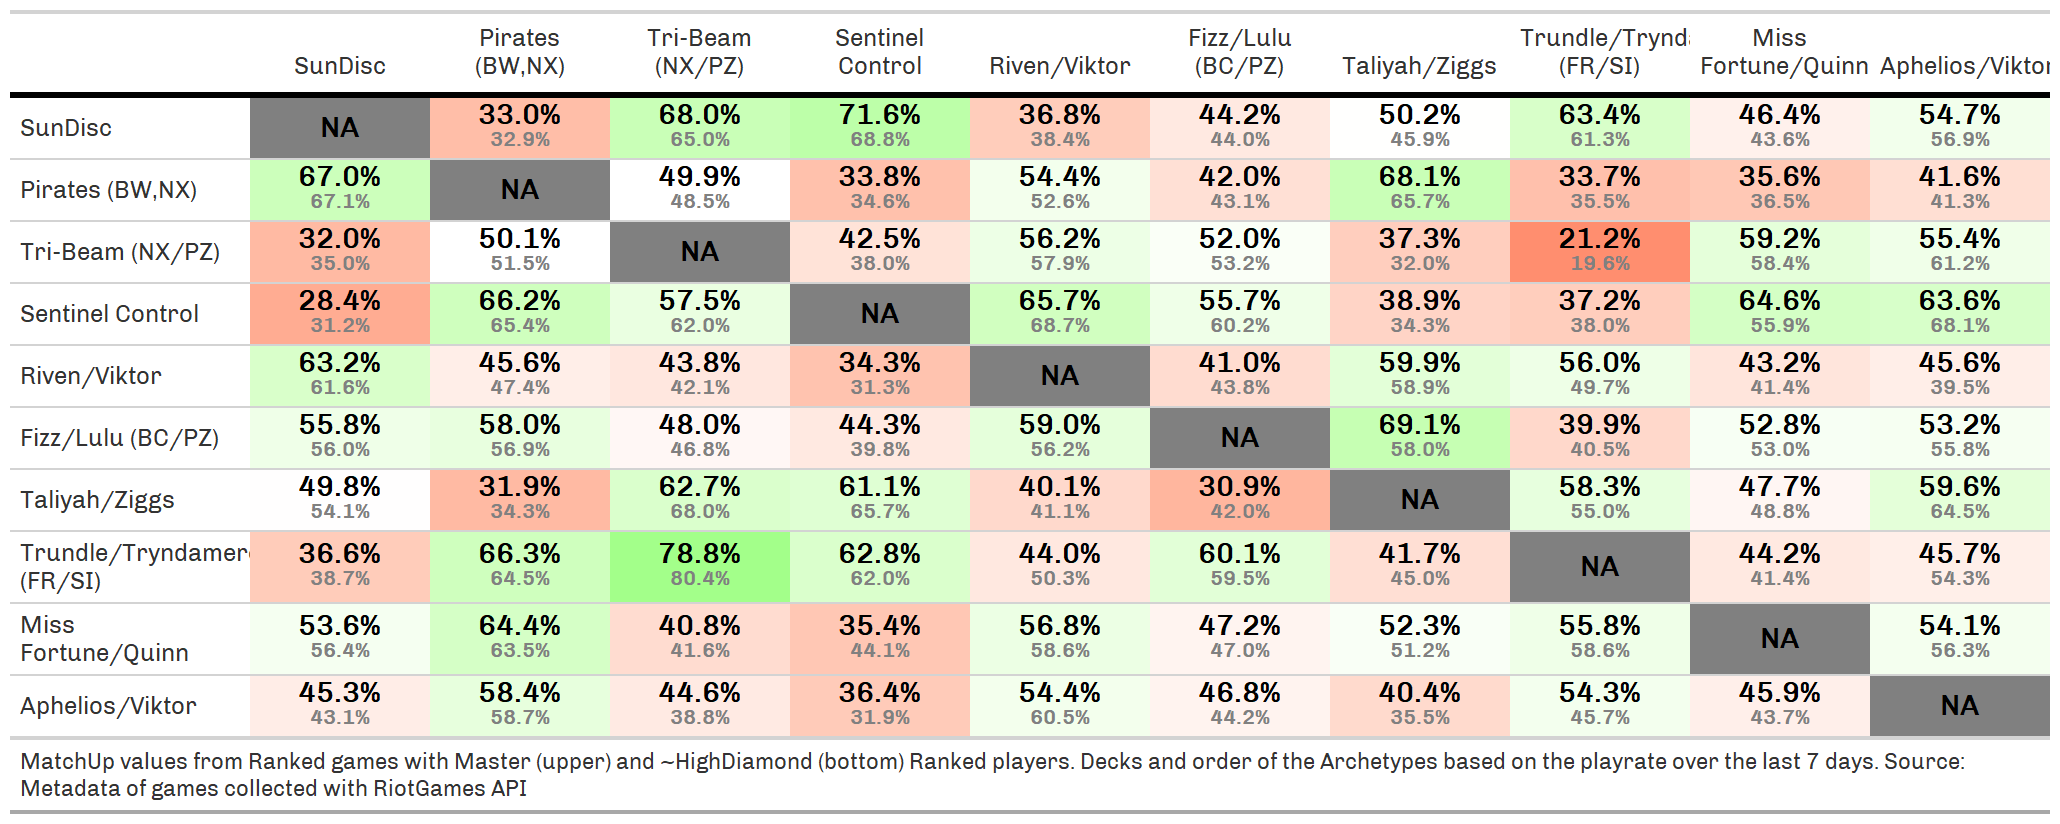 SunDisc Pirates (BW,NX) Tri-Beam (NX/PZ) Sentinel Control Riven/Viktor Fizz/Lulu (BC/PZ) Taliyah/Ziggs Trundle/Trynda (FR/SI) Miss Fortune/Quinn Aphelios/Viktor
SunDisc NA 33.0% 68.0% 71.6% 36.8% 44.2% 50.2% 63.4% 46.4% 54.7%
32.9% 65.0% 68.8% 38.4% 44.0% 45.9% 61.3% 43.6% 56.9%
Pirates (BW,NX) 67.0% NA 49.9% 33.8% 54.4% 42.0% 68.1% 33.7% 35.6% 41.6%
67.1% 48.5% 34.6% 52.6% 43.1% 65.7% 35.5% 36.5% 41.3%
Tri-Beam (NX/PZ) 32.0% 50.1% NA 42.5% 56.2% 52.0% 37.3% 21.2% 59.2% 55.4%
35.0% 51.5% 38.0% 57.9% 53.2% 32.0% 19.6% 58.4% 61.2%
Sentinel Control 28.4% 66.2% 57.5% NA 65.7% 55.7% 38.9% 37.2% 64.6% 63.6%
31.2% 65.4% 62.0% 68.7% 60.2% 34.3% 38.0% 55.9% 68.1%
Riven/Viktor 63.2% 45.6% 43.8% 34.3% NA 41.0% 59.9% 56.0% 43.2% 45.6%
61.6% 47.4% 42.1% 31.3% 43.8% 58.9% 49.7% 41.4% 39.5%
Fizz/Lulu (BC/PZ) 55.8% 58.0% 48.0% 44.3% 59.0% NA 69.1% 39.9% 52.8% 53.2%
56.0% 56.9% 46.8% 39.8% 56.2% 58.0% 40.5% 53.0% 55.8%
Taliyah/Ziggs 49.8% 31.9% 62.7% 61.1% 40.1% 30.9% NA 58.3% 47.7% 59.6%
54.1% 34.3% 68.0% 65.7% 41.1% 42.0% 55.0% 48.8% 64.5%
Trundle/Tryndamer (FR/SI) 36.6% 66.3% 78.8% 62.8% 44.0% 60.1% 41.7% NA 44.2% 45.7%
38.7% 64.5% 80.4% 62.0% 50.3% 59.5% 45.0% 41.4% 54.3%
Miss Fortune/Quinn 53.6% 64.4% 40.8% 35.4% 56.8% 47.2% 52.3% 55.8% NA 54.1%
56.4% 63.5% 41.6% 44.1% 58.6% 47.0% 51.2% 58.6% 56.3%
Aphelios/Viktor 45.3% 58.4% 44.6% 36.4% 54.4% 46.8% 40.4% 54.3% 45.9% NA
43.1% 58.7% 38.8% 31.9% 60.5% 44.2% 35.5% 45.7% 43.7%
MatchUp values from Ranked games with Master (upper) and ~HighDiamond (bottom) Ranked players. Decks and order of the Archetypes based on the playrate over the last 7 days. Source:
Metadata of games collected with RiotGames API